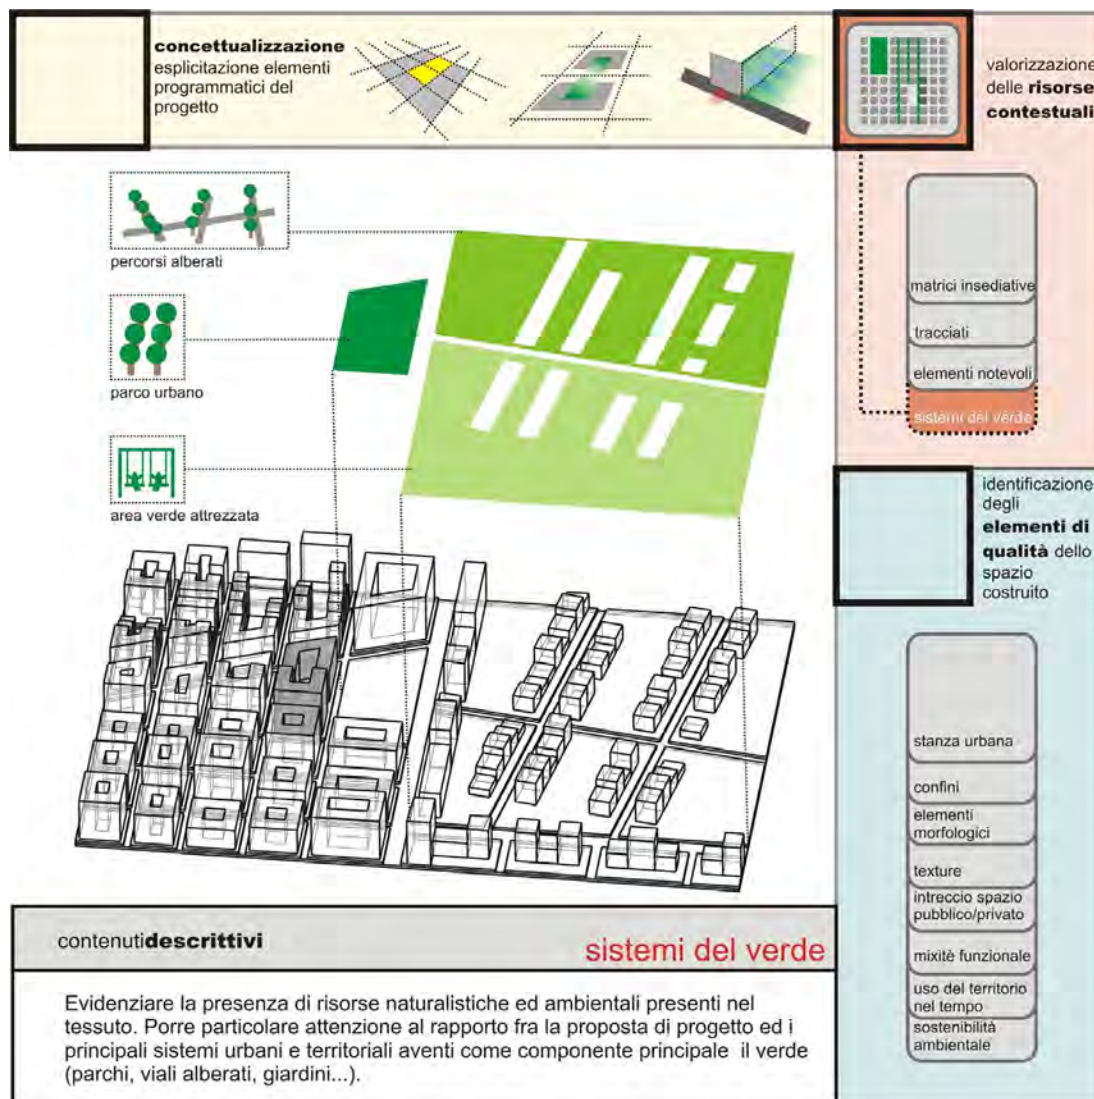 concettualizzazione
esplicitazione elementi
programmatici del
progetto
valorizzazione
delle risorse
contestuali
percorsi alberati
parco urbano
area verde attrezzata
matrici insediative
tracciati
elementi notevoli
sistemi del verde
identificazione
degli
elementi di
qualità dello
spazio
costruito
stanza urbana
confini
elementi
morfologici
texture
intreccio spazio
pubblico/privato
mixitè funzionale
uso del territorio
nel tempo
sostenibilità
ambientale
contenutidescrittivi
sistemi del verde
Evidenziare la presenza di risorse naturalistiche ed ambientali presenti nel
tessuto. Porre particolare attenzione al rapporto fra la proposta di progetto ed i
principali sistemi urbani e territoriali aventi come componente principale il verde
(parchi, viali alberati, giardini...).